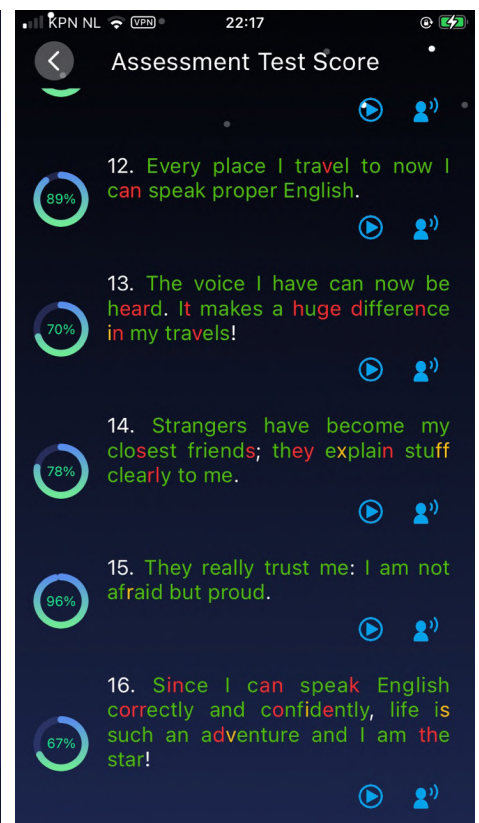 KPN NL VPN 22:17
Assessment Test Score
12. Every place I travel to now I
can speak proper English.
89%
13. The voice I have can now be
heard. It makes a huge difference
in my travels!
70%
14. Strangers have become my
closest friends; they explain stuff
clearly to me.
78%
15. They really trust me: I am not
afraid but proud.
96%
16. Since I can speak English
correctly and confidently, life is
such an adventure and I am the
star!
67%